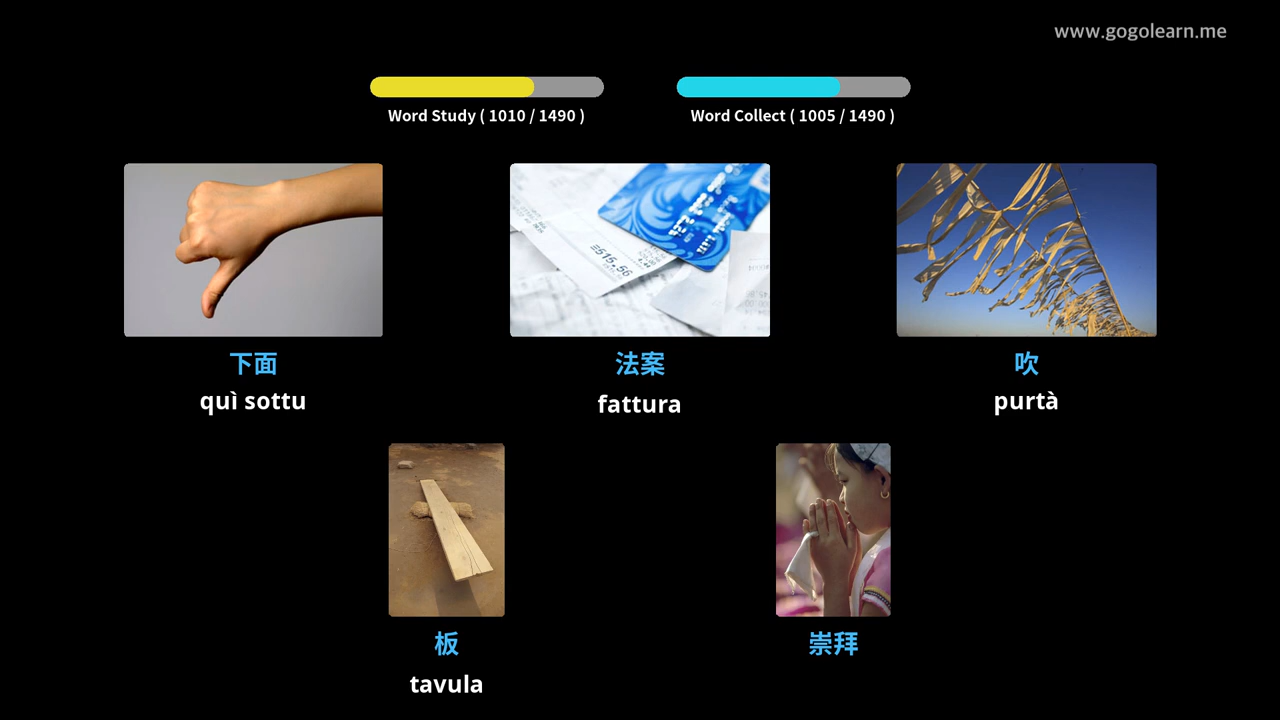 www.gogolearn.me
Word Study ( 1010 / 1490 )
Word Collect ( 1005 / 1490 )
下面
quì sottu
法案
fattura
吹
purtà
板
tavula
崇拜